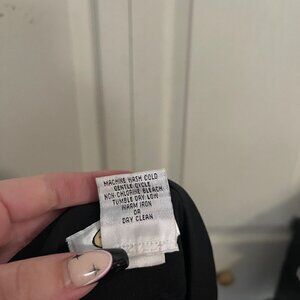 MACHINE WASH COLD
GENTLE CYCLE
NON-CHLORINE BLEACH
TUMBLE DRY LOW
WARM IRON
OR
DRY CLEAN